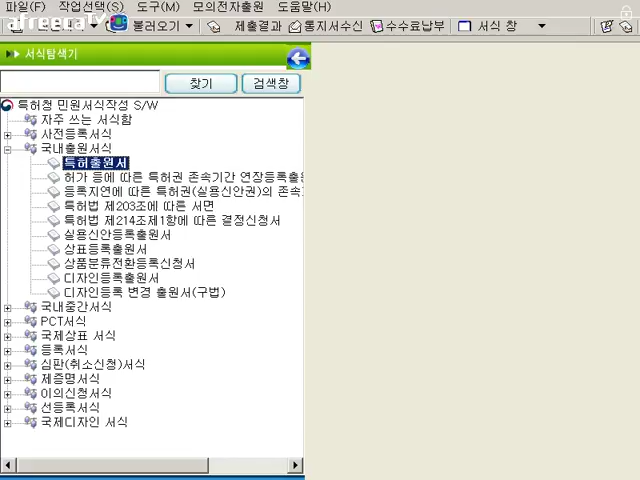 파일(F) 작업선택(S) 도구(M) 모의전자출원 도움말(H)
afreecaTV 불러오기 제출결과 통지서수신 수수료납부 서식 창
서식탐색기
찾기 검색창
특허청 민원서식작성 S/W
자주 쓰는 서식함
사전등록서식
국내출원서식
특허출원서
허가 등에 따른 특허권 존속기간 연장등록출
등록지연에 따른 특허권(실용신안권)의 존속
특허법 제203조에 따른 서면
특허법 제214조제1항에 따른 결정신청서
실용신안등록출원서
상표등록출원서
상품분류전환등록신청서
디자인등록출원서
디자인등록 변경 출원서(구법)
국내중간서식
PCT서식
국제상표 서식
등록서식
심판(취소신청)서식
제증명서식
이의신청서식
선등록서식
국제디자인 서식